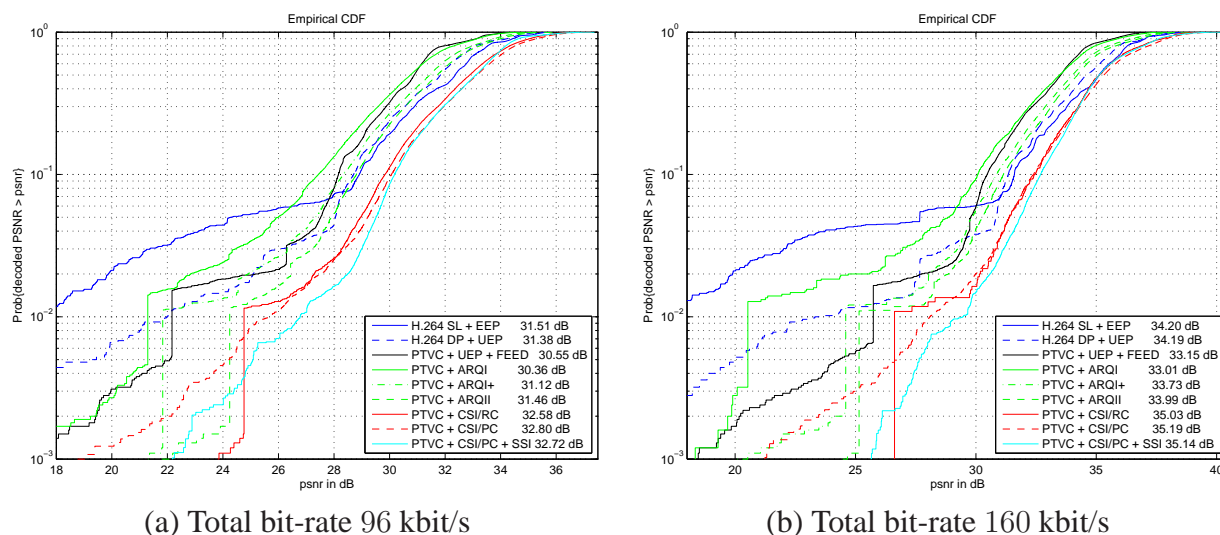 Empirical CDF
10^0
10^-1
10^-2
10^-3
Prob{decoded PSNR > psnr}
H.264 SL + EEP 31.51 dB
H.264 DP + UEP 31.38 dB
PTVC + UEP + FEED 30.55 dB
PTVC + ARQI 30.36 dB
PTVC + ARQI+ 31.12 dB
PTVC + ARQII 31.46 dB
PTVC + CSI/RC 32.58 dB
PTVC + CSI/PC 32.80 dB
PTVC + CSI/PC + SSI 32.72 dB
18 20 22 24 26 28 30 32 34 36
psnr in dB
(a) Total bit-rate 96 kbit/s
Empirical CDF
10^0
10^-1
10^-2
10^-3
Prob{decoded PSNR > psnr}
H.264 SL + EEP 34.20 dB
H.264 DP + UEP 34.19 dB
PTVC + UEP + FEED 33.15 dB
PTVC + ARQI 33.01 dB
PTVC + ARQI+ 33.73 dB
PTVC + ARQII 33.99 dB
PTVC + CSI/RC 35.03 dB
PTVC + CSI/PC 35.19 dB
PTVC + CSI/PC + SSI 35.14 dB
20 25 30 35 40
psnr in dB
(b) Total bit-rate 160 kbit/s